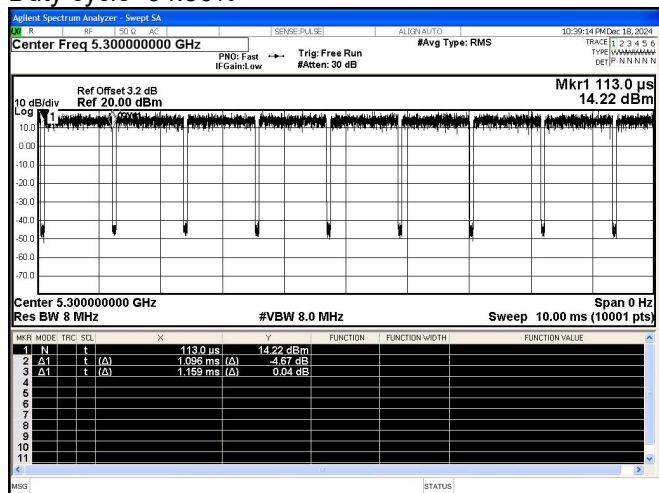 Agilent Spectrum Analyzer - Swept SA
R RF 50 Ω AC SENSE:PULSE ALIGN AUTO 10:39:14 PM Dec 18, 2024
Center Freq 5.300000000 GHz #Avg Type: RMS TRACE 1 2 3 4 5 6
PNO: Fast Trig: Free Run TYPE
IFGain:Low #Atten: 30 dB DET P N N N N N
Mkr1 113.0 µs
Ref Offset 3.2 dB 14.22 dBm
10 dB/div Ref 20.00 dBm
Log
1
10.0
0.00
-10.0
-20.0
-30.0
-40.0
-50.0
-60.0
-70.0
Center 5.300000000 GHz Span 0 Hz
Res BW 8 MHz #VBW 8.0 MHz Sweep 10.00 ms (10001 pts)
MKR MODE TRC SCL X Y FUNCTION FUNCTION WIDTH FUNCTION VALUE
1 N t 113.0 µs 14.22 dBm
2 Δ1 t (Δ) 1.096 ms (Δ) -4.67 dB
3 Δ1 t (Δ) 1.159 ms (Δ) 0.04 dB
4
5
6
7
8
9
10
11
MSG STATUS